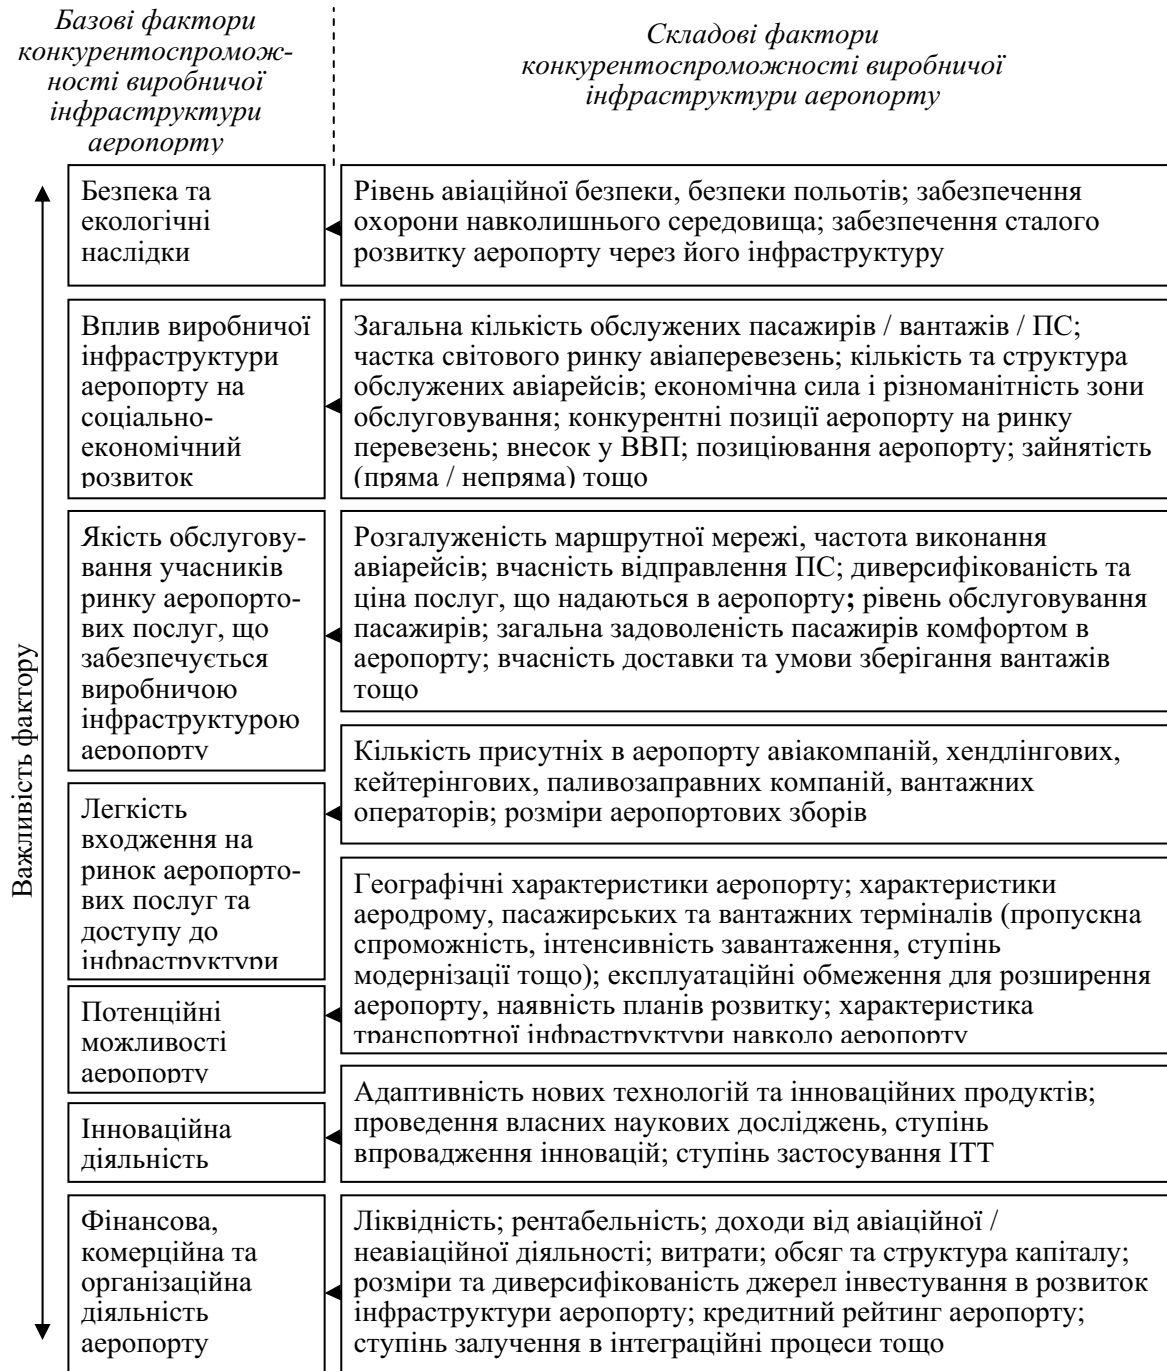 Базові фактори
конкурентоспромож-
ності виробничої
інфраструктури
аеропорту
Складові фактори
конкурентоспроможності виробничої
інфраструктури аеропорту
Важливість фактору
Безпека та
екологічні
наслідки
Рівень авіаційної безпеки, безпеки польотів; забезпечення
охорони навколишнього середовища; забезпечення сталого
розвитку аеропорту через його інфраструктуру
Вплив виробничої
інфраструктури
аеропорту на
соціально-
економічний
розвиток
Загальна кількість обслужених пасажирів / вантажів / ПС;
частка світового ринку авіаперевезень; кількість та структура
обслужених авіарейсів; економічна сила і різноманітність зони
обслуговування; конкурентні позиції аеропорту на ринку
перевезень; внесок у ВВП; позиціювання аеропорту; зайнятість
(пряма / непряма) тощо
Якість обслугову-
вання учасників
ринку аеропорто-
вих послуг, що
забезпечується
виробничою
інфраструктурою
аеропорту
Розгалуженість маршрутної мережі, частота виконання
авіарейсів; вчасність відправлення ПС; диверсифікованість та
ціна послуг, що надаються в аеропорту; рівень обслуговування
пасажирів; загальна задоволеність пасажирів комфортом в
аеропорту; вчасність доставки та умови зберігання вантажів
тощо
Легкість
входження на
ринок аеропорто-
вих послуг та
доступу до
інфраструктури
Кількість присутніх в аеропорту авіакомпаній, хендлінгових,
кейтерінгових, паливозаправних компаній, вантажних
операторів; розміри аеропортових зборів
Потенційні
можливості
аеропорту
Географічні характеристики аеропорту; характеристики
аеродрому, пасажирських та вантажних терміналів (пропускна
спроможність, інтенсивність завантаження, ступінь
модернізації тощо); експлуатаційні обмеження для розширення
аеропорту, наявність планів розвитку; характеристика
транспортної інфраструктури навколо аеропорту
Інноваційна
діяльність
Адаптивність нових технологій та інноваційних продуктів;
проведення власних наукових досліджень, ступінь
впровадження інновацій; ступінь застосування ІТТ
Фінансова,
комерційна та
організаційна
діяльність
аеропорту
Ліквідність; рентабельність; доходи від авіаційної /
неавіаційної діяльності; витрати; обсяг та структура капіталу;
розміри та диверсифікованість джерел інвестування в розвиток
інфраструктури аеропорту; кредитний рейтинг аеропорту;
ступінь залучення в інтеграційні процеси тощо